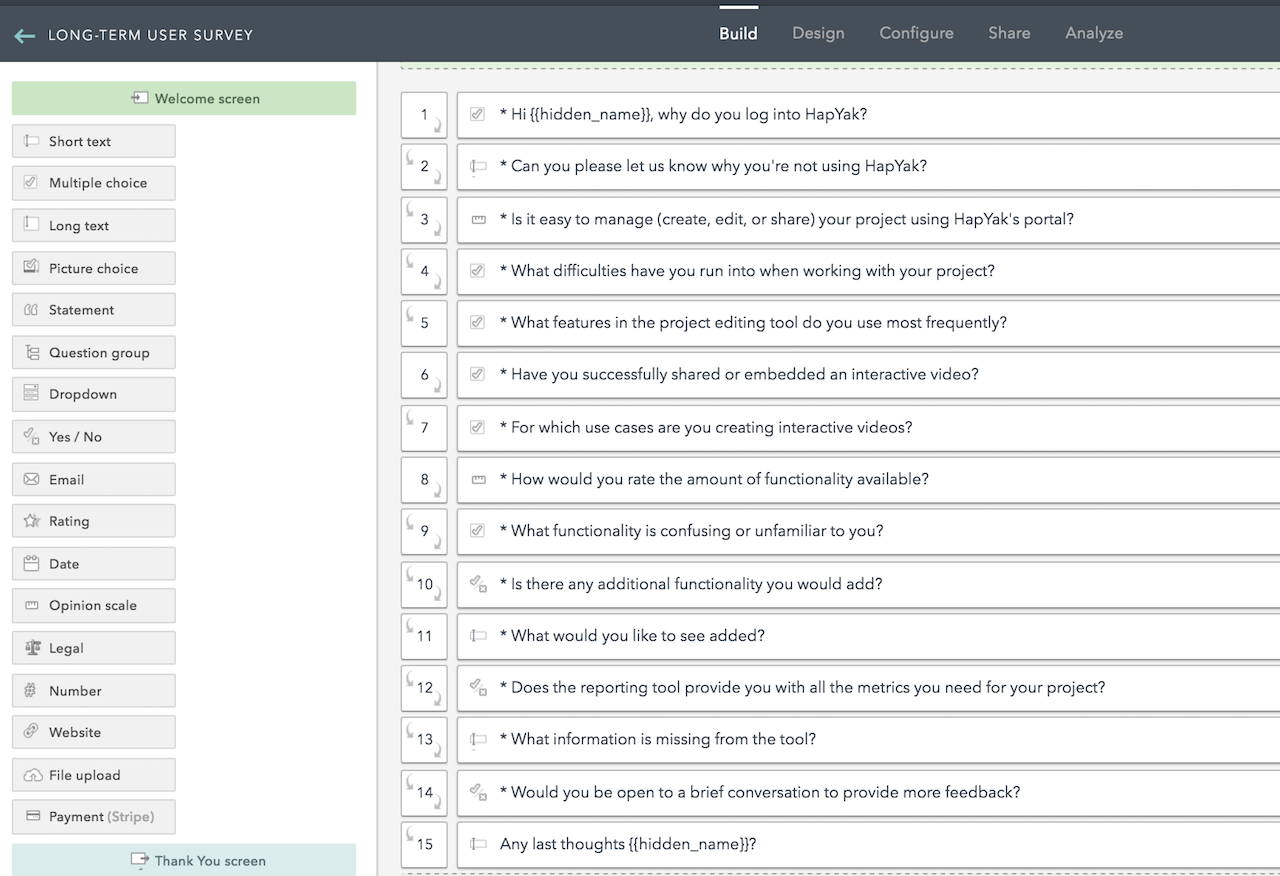 LONG-TERM USER SURVEY
Build
Design
Configure
Share
Analyze
Welcome screen
Short text
Multiple choice
Long text
Picture choice
Statement
Question group
Dropdown
Yes / No
Email
Rating
Date
Opinion scale
Legal
Number
Website
File upload
Payment (Stripe)
Thank You screen
1 * Hi {{hidden_name}}, why do you log into HapYak?
2 * Can you please let us know why you're not using HapYak?
3 * Is it easy to manage (create, edit, or share) your project using HapYak's portal?
4 * What difficulties have you run into when working with your project?
5 * What features in the project editing tool do you use most frequently?
6 * Have you successfully shared or embedded an interactive video?
7 * For which use cases are you creating interactive videos?
8 * How would you rate the amount of functionality available?
9 * What functionality is confusing or unfamiliar to you?
10 * Is there any additional functionality you would add?
11 * What would you like to see added?
12 * Does the reporting tool provide you with all the metrics you need for your project?
13 * What information is missing from the tool?
14 * Would you be open to a brief conversation to provide more feedback?
15 Any last thoughts {{hidden_name}}?